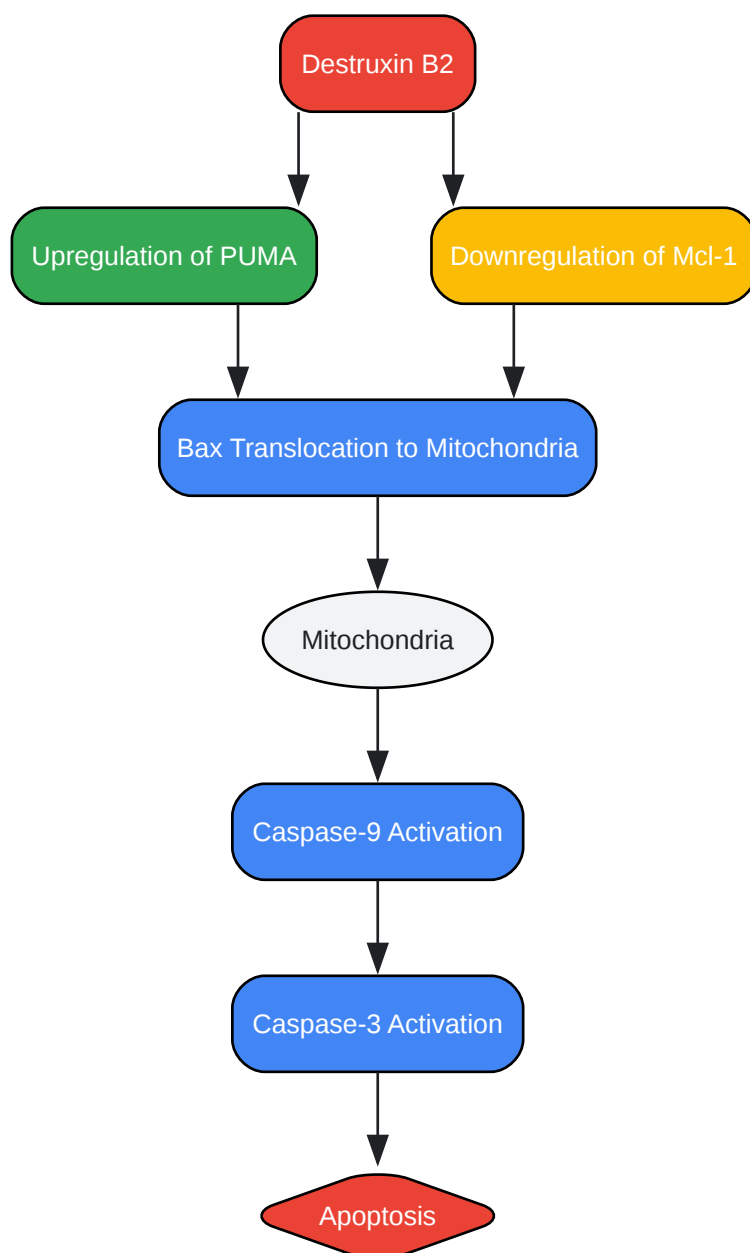 Destruxin B2
Upregulation of PUMA
Downregulation of Mcl-1
Bax Translocation to Mitochondria
Mitochondria
Caspase-9 Activation
Caspase-3 Activation
Apoptosis